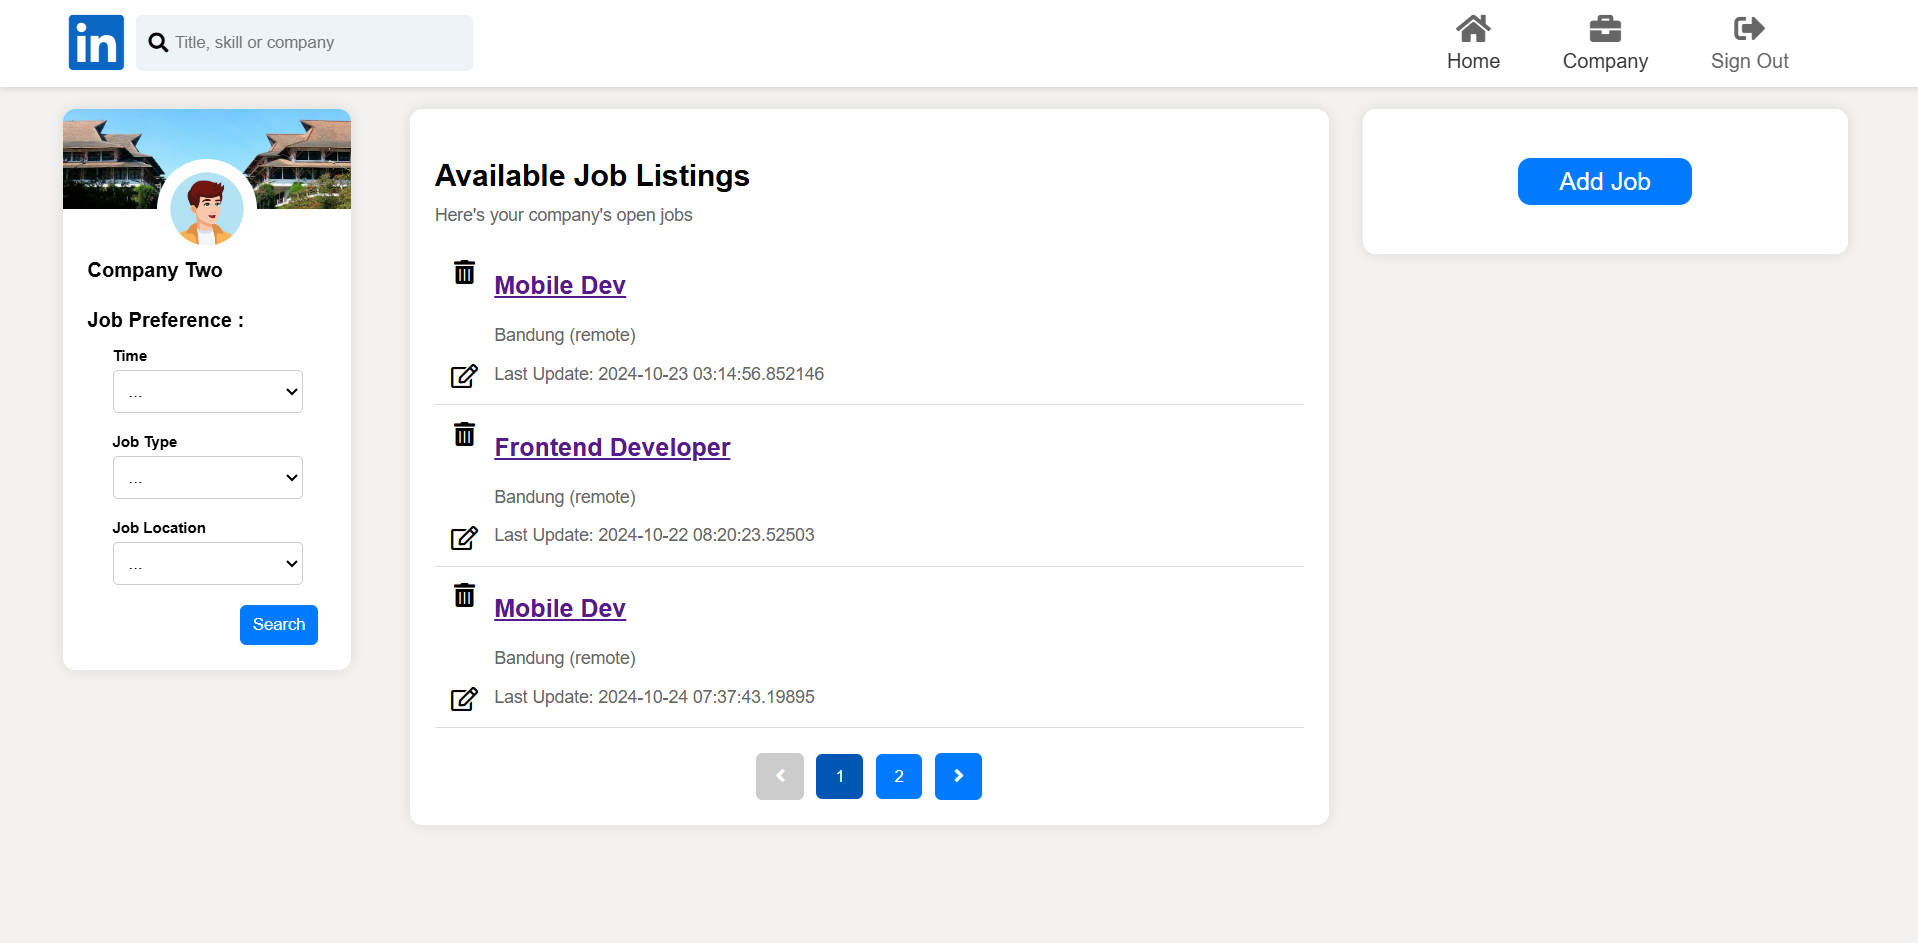 in
Title, skill or company
Home
Company
Sign Out
Company Two
Job Preference :
Time
...
Job Type
...
Job Location
...
Search
Available Job Listings
Here's your company's open jobs
Mobile Dev
Bandung (remote)
Last Update: 2024-10-23 03:14:56.852146
Frontend Developer
Bandung (remote)
Last Update: 2024-10-22 08:20:23.52503
Mobile Dev
Bandung (remote)
Last Update: 2024-10-24 07:37:43.19895
1
2
Add Job